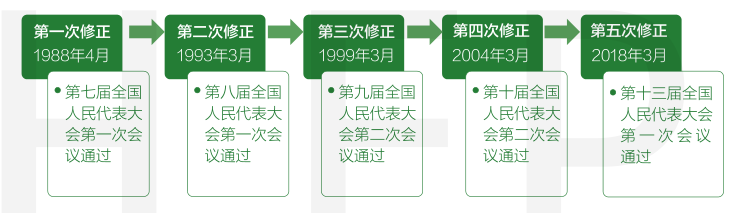 第一次修正
1988年4月
第七届全国
人民代表大
会第一次会
议通过
第二次修正
1993年3月
第八届全国
人民代表大
会第一次会
议通过
第三次修正
1999年3月
第九届全国
人民代表大
会第二次会
议通过
第四次修正
2004年3月
第十届全国
人民代表大
会第二次会
议通过
第五次修正
2018年3月
第十三届全国
人民代表大会
第一次会议
通过